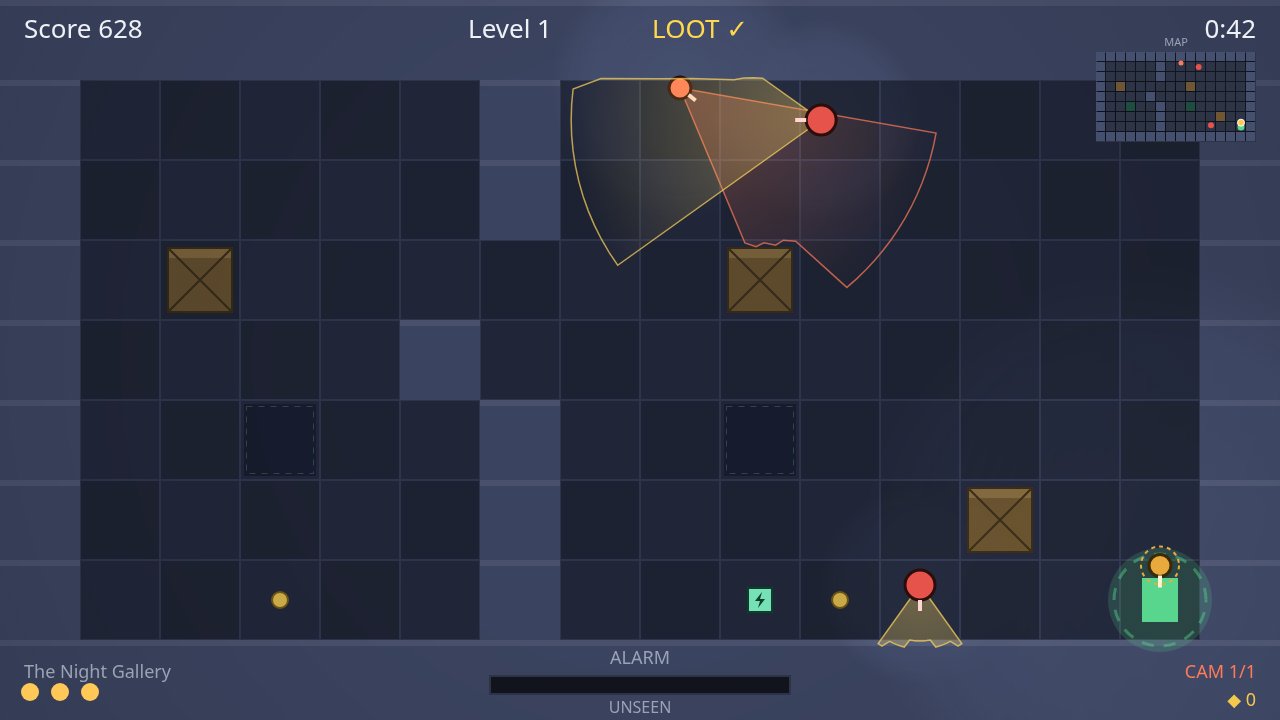 Score 628
Level 1
LOOT ✓
0:42
MAP
The Night Gallery
ALARM
UNSEEN
CAM 1/1
◆ 0